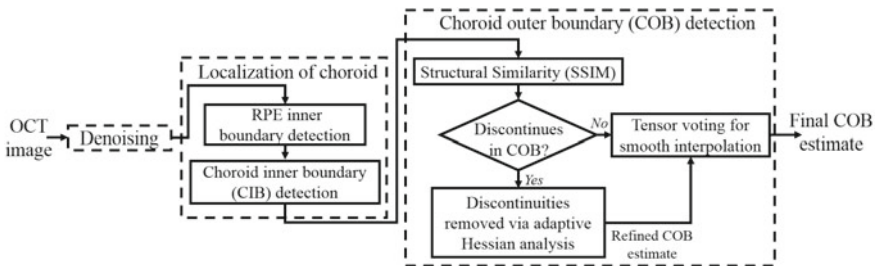 OCT
image
Denoising
Localization of choroid
RPE inner
boundary detection
Choroid inner boundary
(CIB) detection
Choroid outer boundary (COB) detection
Structural Similarity (SSIM)
Discontinues
in COB?
No
Yes
Discontinuities
removed via adaptive
Hessian analysis
Refined COB
estimate
Tensor voting for
smooth interpolation
Final COB
estimate